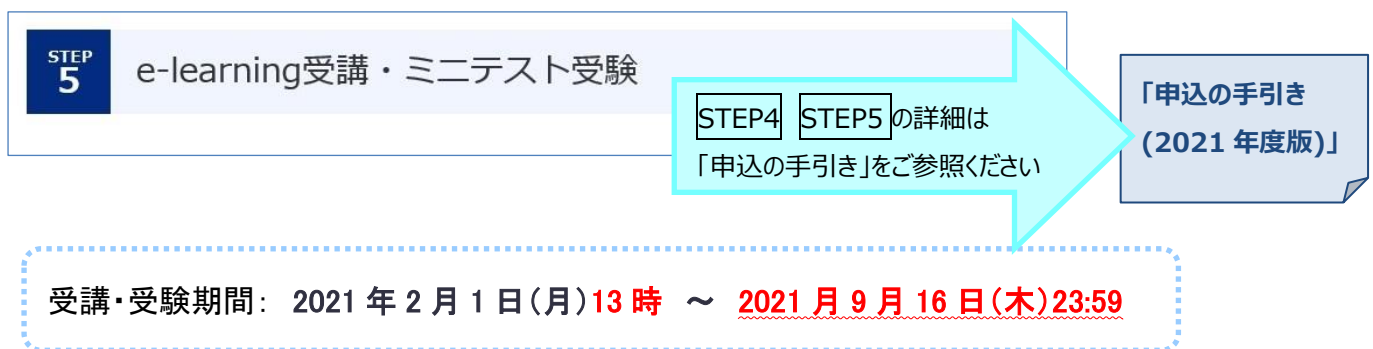 STEP
5
e-learning受講・ミニテスト受験
STEP4 STEP5 の詳細は
「申込の手引き」をご参照ください
「申込の手引き
(2021 年度版)」
受講・受験期間： 2021 年 2 月 1 日（月）13 時 ～ 2021 月 9 月 16 日（木）23:59